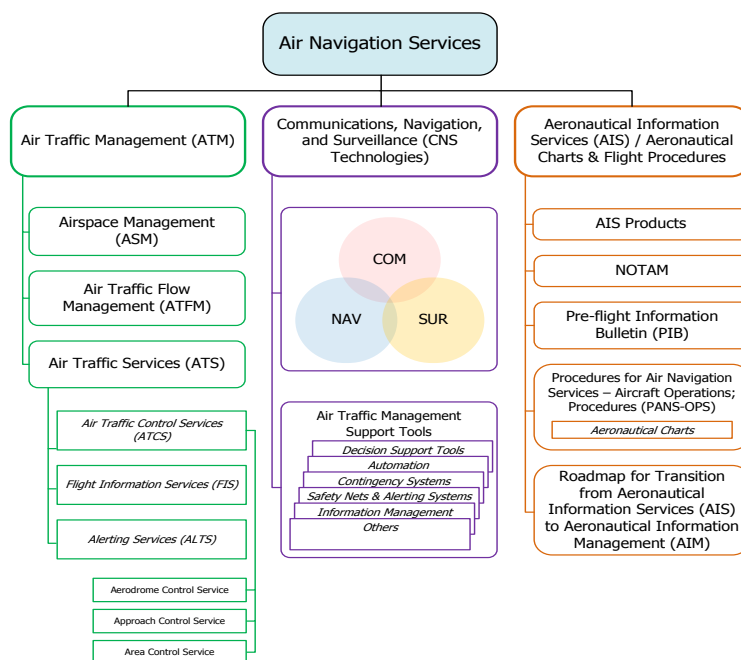 Air Navigation Services
Air Traffic Management (ATM)
Airspace Management
(ASM)
Air Traffic Flow
Management (ATFM)
Air Traffic Services (ATS)
Air Traffic Control Services
(ATCS)
Flight Information Services (FIS)
Alerting Services (ALTS)
Aerodrome Control Service
Approach Control Service
Area Control Service
Communications, Navigation,
and Surveillance (CNS
Technologies)
COM
NAV
SUR
Air Traffic Management
Support Tools
Decision Support Tools
Automation
Contingency Systems
Safety Nets & Alerting Systems
Information Management
Others
Aeronautical Information
Services (AIS) / Aeronautical
Charts & Flight Procedures
AIS Products
NOTAM
Pre-flight Information
Bulletin (PIB)
Procedures for Air Navigation
Services – Aircraft Operations;
Procedures (PANS-OPS)
Aeronautical Charts
Roadmap for Transition
from Aeronautical
Information Services (AIS)
to Aeronautical Information
Management (AIM)